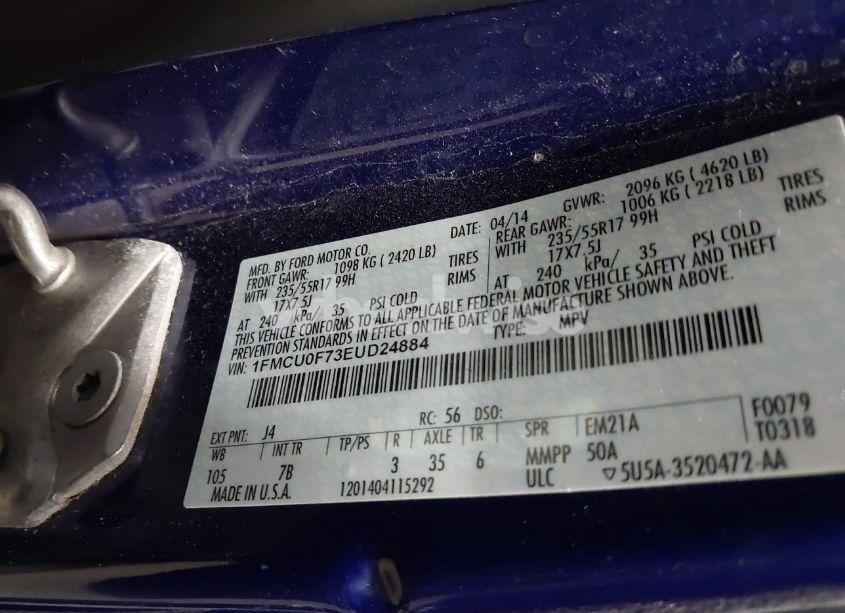 MFD. BY FORD MOTOR CO.
DATE: 04/14
GVWR: 2096 KG ( 4620 LB)
FRONT GAWR: 1098 KG ( 2420 LB)
REAR GAWR: 1006 KG ( 2218 LB)
WITH 235/55R17 99H TIRES
WITH 235/55R17 99H TIRES
17X7.5J RIMS
17X7.5J RIMS
AT 240 kPa/ 35 PSI COLD
AT 240 kPa/ 35 PSI COLD
THIS VEHICLE CONFORMS TO ALL APPLICABLE FEDERAL MOTOR VEHICLE SAFETY AND THEFT
PREVENTION STANDARDS IN EFFECT ON THE DATE OF MANUFACTURE SHOWN ABOVE.
VIN: 1FMCU0F73EUD24884
TYPE: MPV
EXT PNT: J4 RC: 56 DSO:
WB INT TR TP/PS R AXLE TR SPR EM21A F0079
105 7B 3 35 6 MMPP 50A T0318
MADE IN U.S.A. 1201404115292 ULC ▽5U5A-3520472-AA